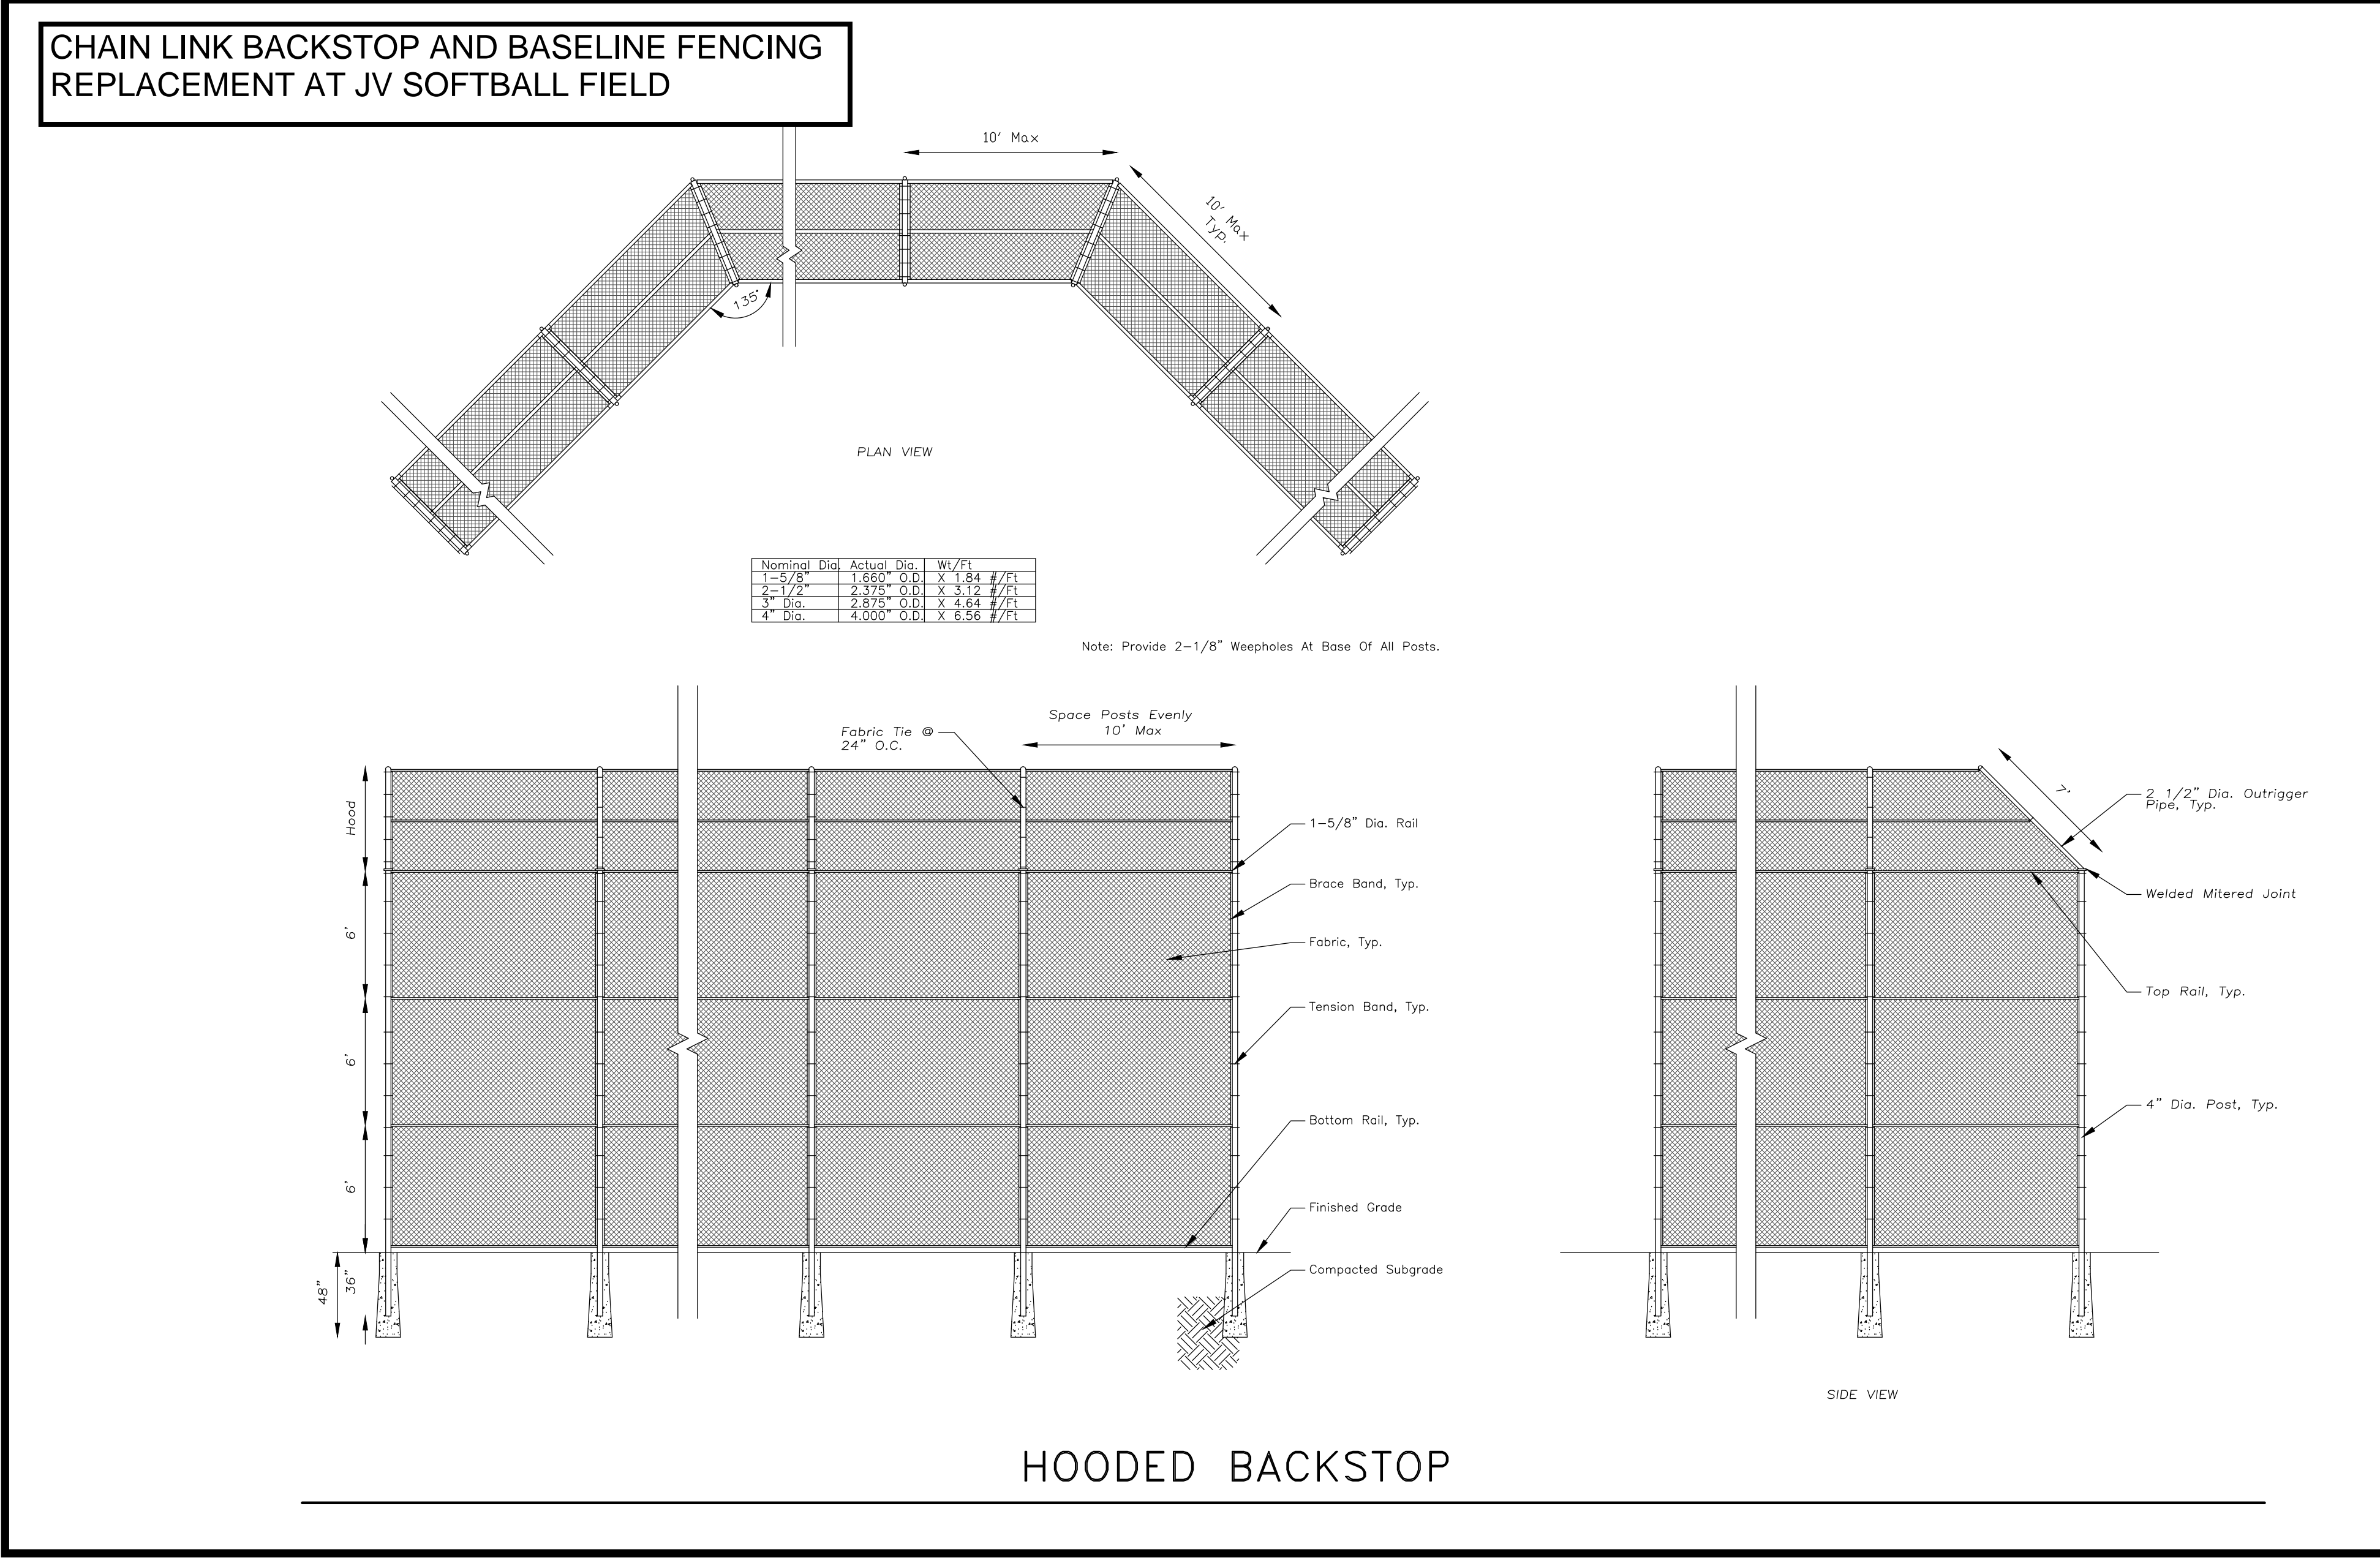 CHAIN LINK BACKSTOP AND BASELINE FENCING
REPLACEMENT AT JV SOFTBALL FIELD
10' Max
10' Max
Typ.
135°
PLAN VIEW
Nominal Dia. Actual Dia. Wt/Ft
1-5/8" 1.660" O.D. X 1.84 #/Ft
2-1/2" 2.375" O.D. X 3.12 #/Ft
3" Dia. 2.875" O.D. X 4.64 #/Ft
4" Dia. 4.000" O.D. X 6.56 #/Ft
Note: Provide 2-1/8" Weepholes At Base Of All Posts.
Fabric Tie @
24" O.C.
Space Posts Evenly
10' Max
Hood
6'
6'
6'
48"
36"
1-5/8" Dia. Rail
Brace Band, Typ.
Fabric, Typ.
Tension Band, Typ.
Bottom Rail, Typ.
Finished Grade
Compacted Subgrade
7'
2 1/2" Dia. Outrigger
Pipe, Typ.
Welded Mitered Joint
Top Rail, Typ.
4" Dia. Post, Typ.
SIDE VIEW
HOODED BACKSTOP